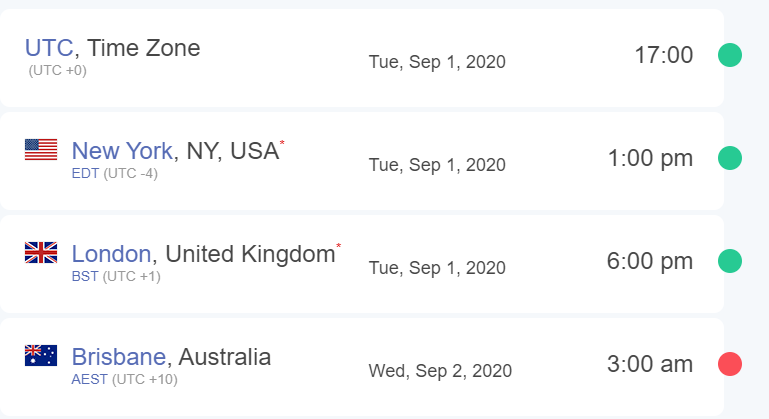 UTC, Time Zone
(UTC +0)
Tue, Sep 1, 2020
17:00
New York, NY, USA*
EDT (UTC -4)
Tue, Sep 1, 2020
1:00 pm
London, United Kingdom*
BST (UTC +1)
Tue, Sep 1, 2020
6:00 pm
Brisbane, Australia
AEST (UTC +10)
Wed, Sep 2, 2020
3:00 am